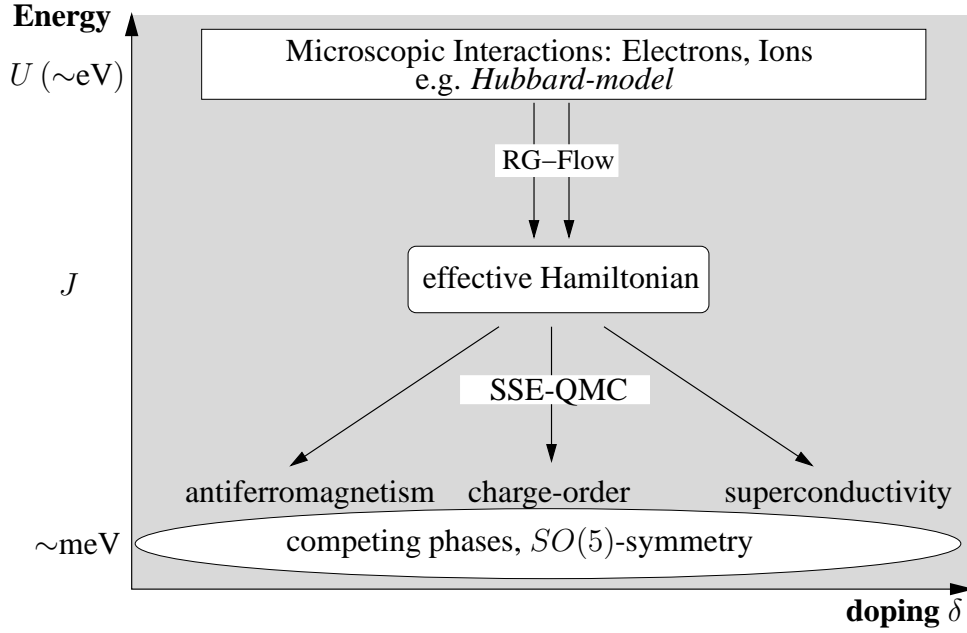 Energy
Microscopic Interactions: Electrons, Ions
U (∼eV)
e.g. Hubbard-model
RG–Flow
J
effective Hamiltonian
SSE-QMC
antiferromagnetism charge-order superconductivity
∼meV
competing phases, SO(5)-symmetry
doping δ